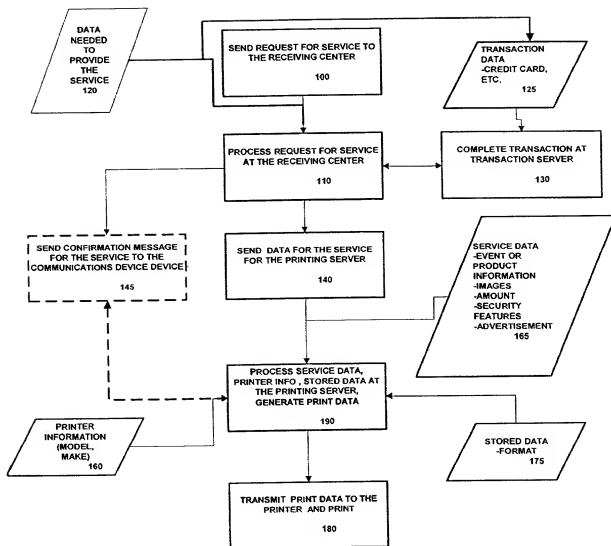 DATA
NEEDED
TO
PROVIDE
THE
SERVICE
120
SEND REQUEST FOR SERVICE TO
THE RECEIVING CENTER
100
TRANSACTION
DATA
-CREDIT CARD,
ETC.
125
PROCESS REQUEST FOR SERVICE
AT THE RECEIVING CENTER
110
COMPLETE TRANSACTION AT
TRANSACTION SERVER
130
SEND CONFIRMATION MESSAGE
FOR THE SERVICE TO THE
COMMUNICATIONS DEVICE DEVICE
145
SEND DATA FOR THE SERVICE
FOR THE PRINTING SERVER
140
SERVICE DATA
-EVENT OR
PRODUCT
INFORMATION
-IMAGES
-AMOUNT
-SECURITY
FEATURES
-ADVERTISEMENT 165
PROCESS SERVICE DATA,
PRINTER INFO , STORED DATA AT
THE PRINTING SERVER,
GENERATE PRINT DATA
190
PRINTER
INFORMATION
(MODEL,
MAKE)
160
STORED DATA
-FORMAT
175
TRANSMIT PRINT DATA TO THE
PRINTER AND PRINT
180